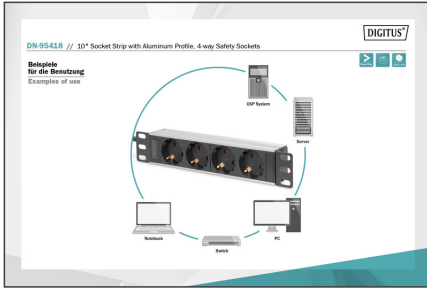 DIGITUS®
DN-95418 // 10" Socket Strip with Aluminum Profile, 4-way Safety Sockets
Beispiele
für die Benutzung
Examples of use
USP System
Server
Notebook
Switch
PC